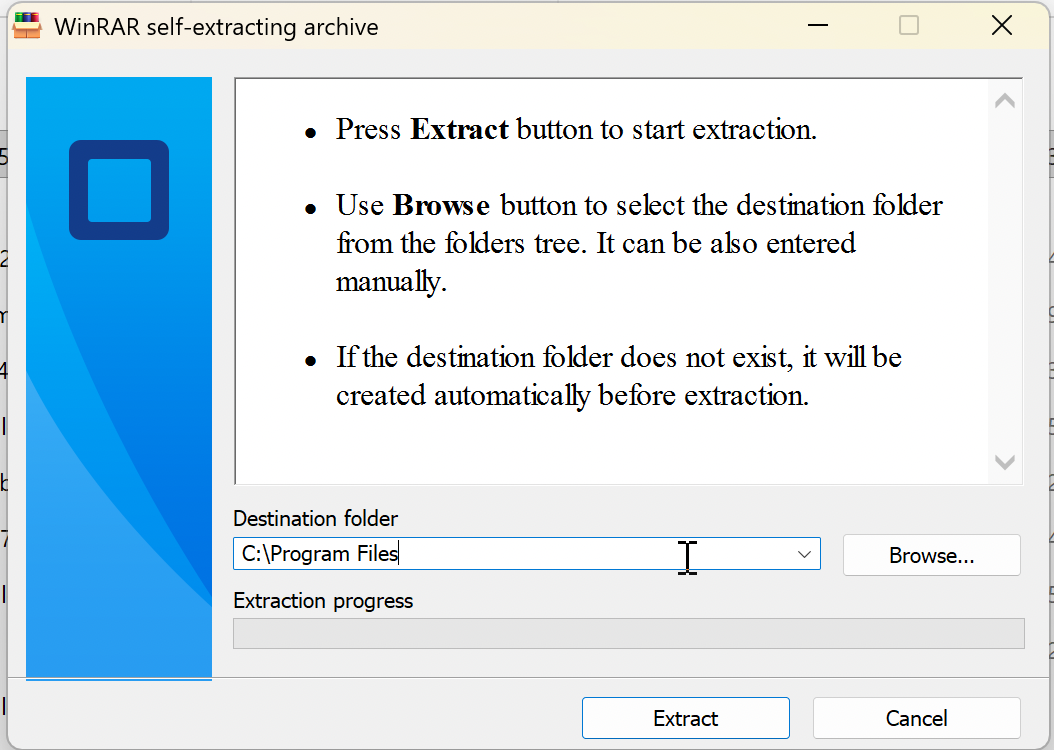 WinRAR self-extracting archive
Press Extract button to start extraction.
Use Browse button to select the destination folder
from the folders tree. It can be also entered
manually.
If the destination folder does not exist, it will be
created automatically before extraction.
Destination folder
C:\Program Files
Browse...
Extraction progress
Extract
Cancel